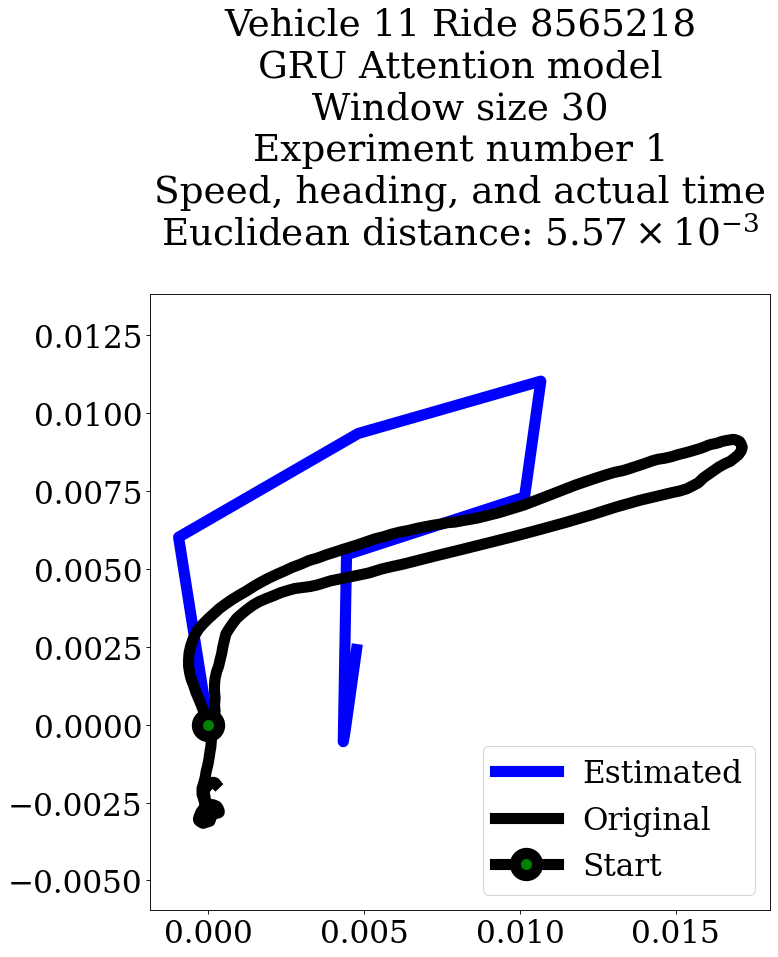 Vehicle 11 Ride 8565218
GRU Attention model
Window size 30
Experiment number 1
Speed, heading, and actual time
Euclidean distance: 5.57 × 10⁻³
0.0125
0.0100
0.0075
0.0050
0.0025
0.0000
−0.0025
−0.0050
Estimated
Original
Start
0.000 0.005 0.010 0.015